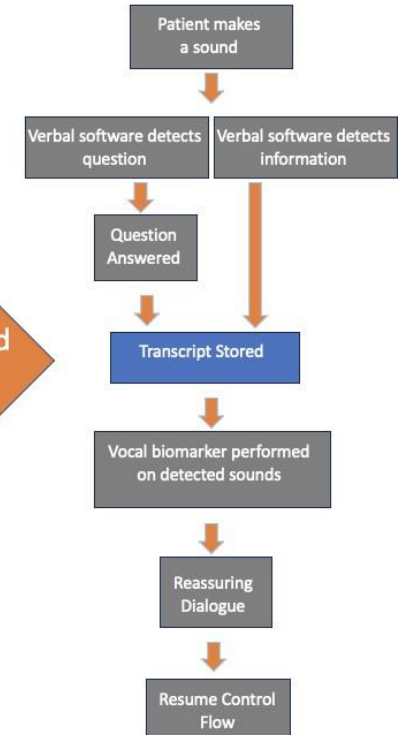 Patient makes
a sound
Verbal software detects
question
Verbal software detects
information
Question
Answered
Transcript Stored
Vocal biomarker performed
on detected sounds
Reassuring
Dialogue
Resume Control
Flow